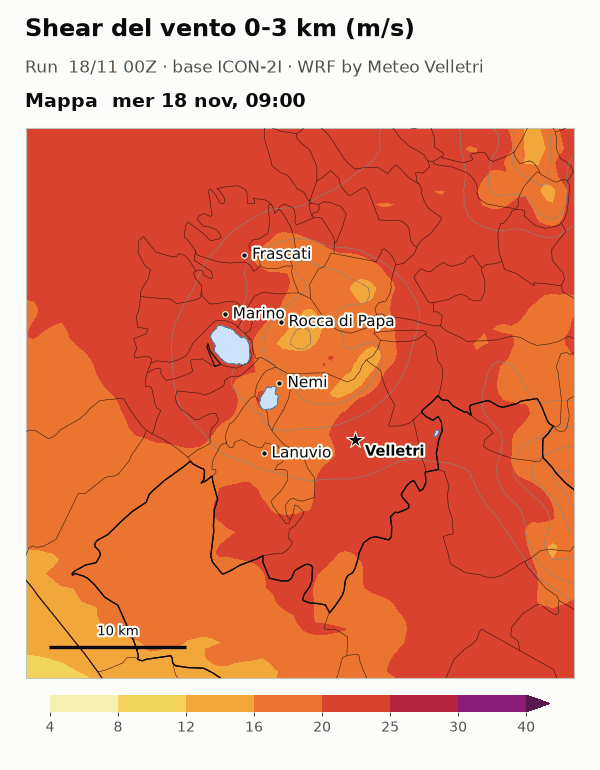 Shear del vento 0-3 km (m/s)
Run  18/11 00Z · base ICON-2I · WRF by Meteo Velletri
Mappa  mer 18 nov, 09:00
Frascati
Marino
Rocca di Papa
Nemi
Velletri
Lanuvio
10 km
4 8 12 16 20 25 30 40